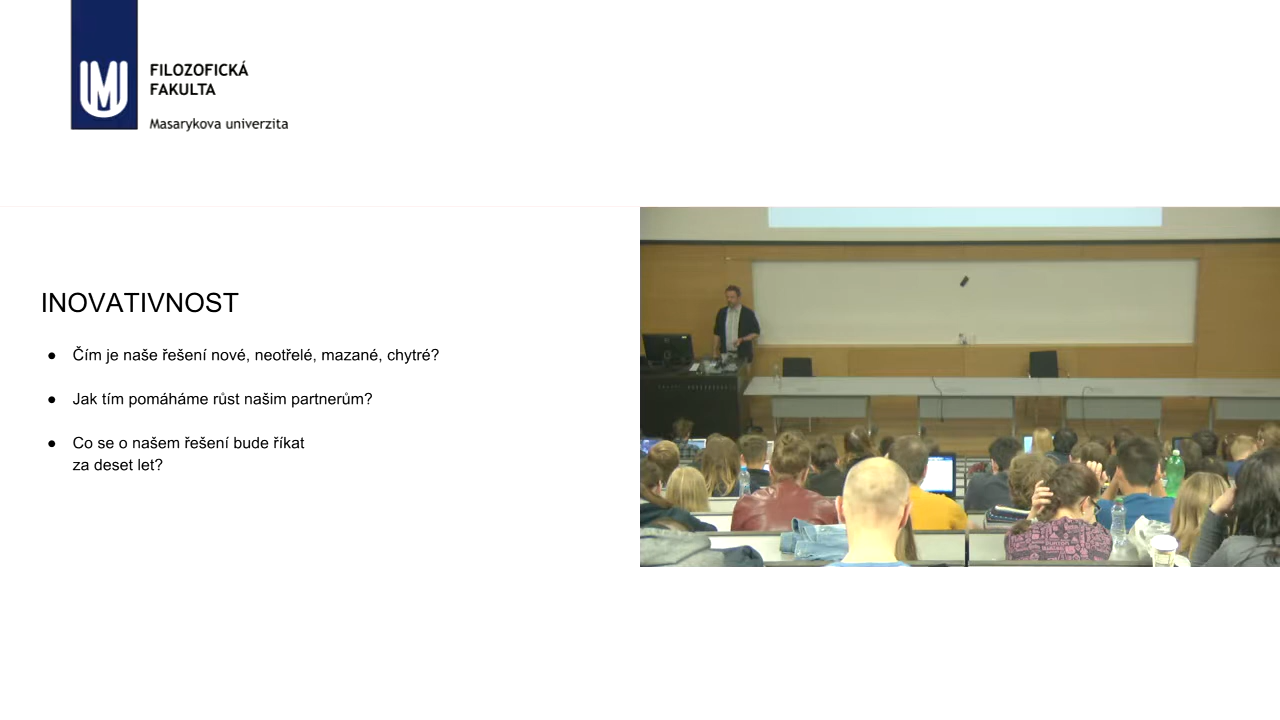 FILOZOFICKÁ
FAKULTA
Masarykova univerzita
INOVATIVNOST
● Čím je naše řešení nové, neotřelé, mazané, chytré?
● Jak tím pomáháme růst našim partnerům?
● Co se o našem řešení bude říkat
za deset let?